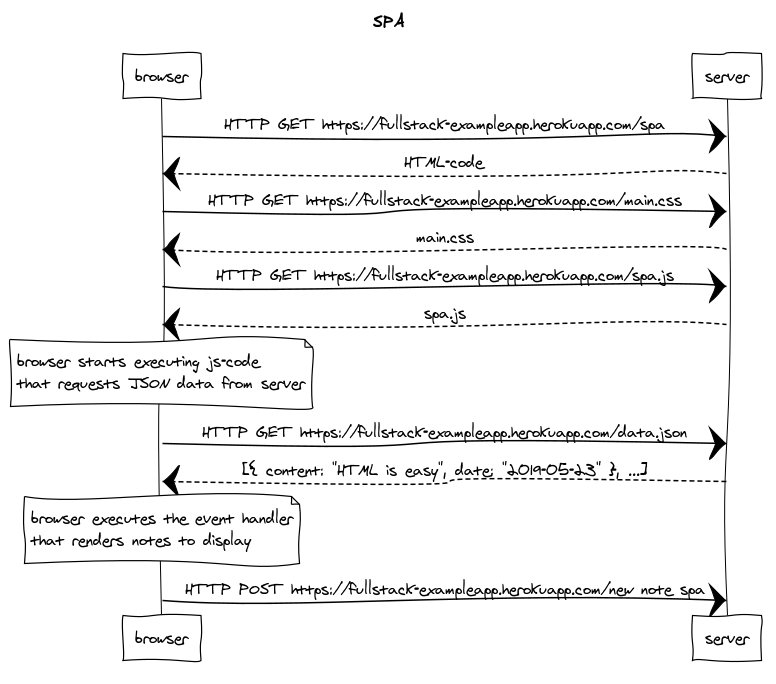 SPA
browser
server
HTTP GET https://fullstack-exampleapp.herokuapp.com/spa
HTML-code
HTTP GET https://fullstack-exampleapp.herokuapp.com/main.css
main.css
HTTP GET https://fullstack-exampleapp.herokuapp.com/spa.js
spa.js
browser starts executing js-code
that requests JSON data from server
HTTP GET https://fullstack-exampleapp.herokuapp.com/data.json
[{ content: "HTML is easy", date: "2019-05-23" }, ...]
browser executes the event handler
that renders notes to display
HTTP POST https://fullstack-exampleapp.herokuapp.com/new note spa
browser
server